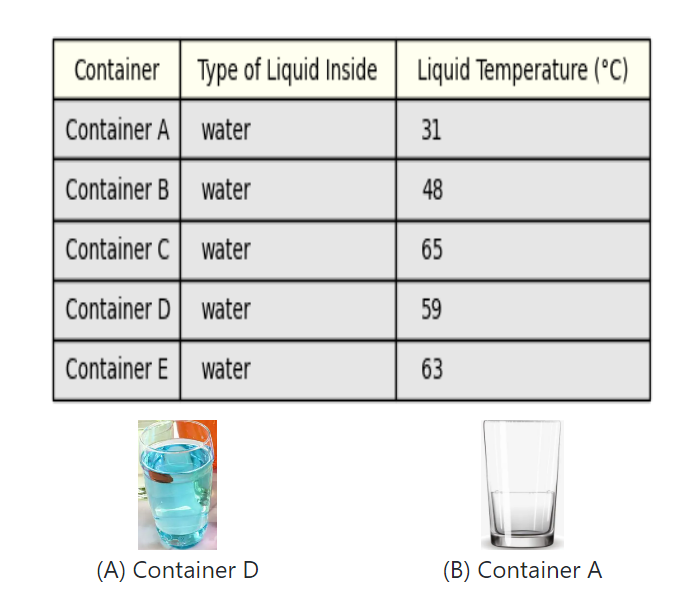 Container Type of Liquid Inside Liquid Temperature (°C)
Container A water 31
Container B water 48
Container C water 65
Container D water 59
Container E water 63
(A) Container D (B) Container A